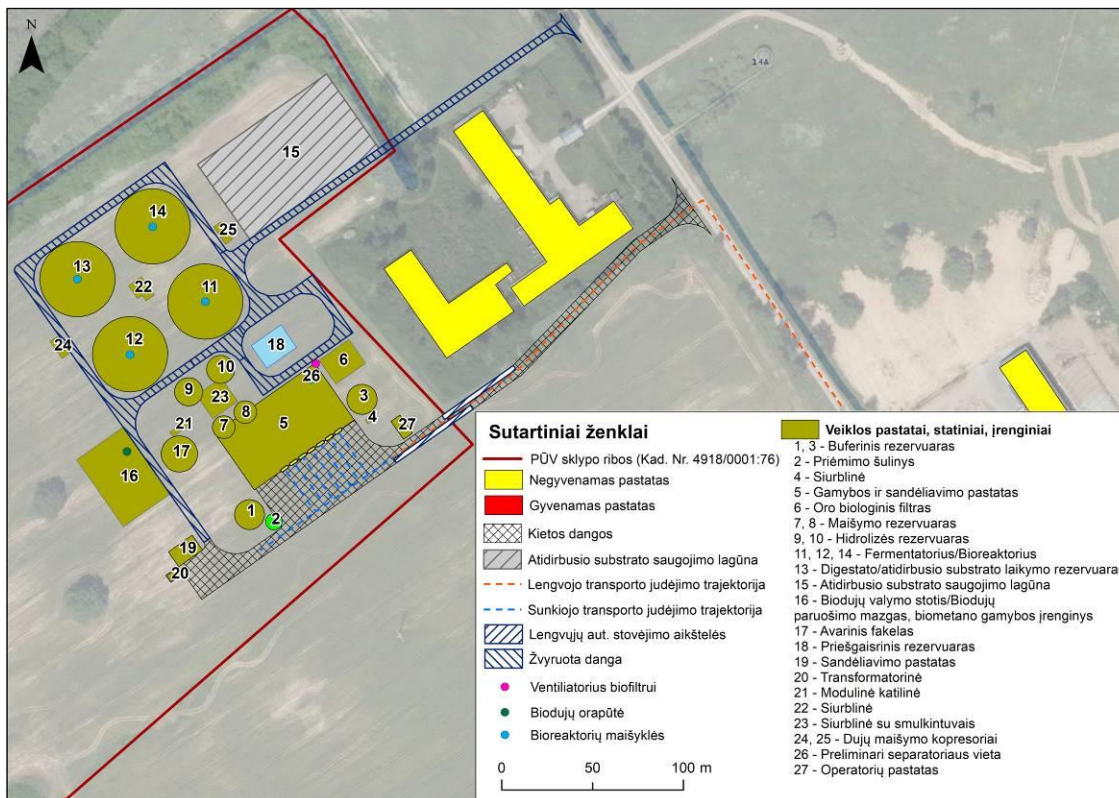 N
3.4A
15
14
25
13
22
11
24
12
18
10
26
6
9
23
3
8
4
21
7
5
27
17
16
1
2
19
20
Sutartiniai ženklai
PŪV sklypo ribos (Kad. Nr. 4918/0001:76)
Negyvenamas pastatas
Gyvenamas pastatas
Kietos dangos
Atidirbusio substrato saugojimo lagūna
Lengvojo transporto judėjimo trajektorija
Sunkiojo transporto judėjimo trajektorija
Lengvųjų aut. stovėjimo aikštelės
Žvyruota danga
Ventiliatorius biofiltrui
Biodujų orapūtė
Bioreaktorių maišyklės
0 50 100 m
Veiklos pastatai, statiniai, įrenginiai
1, 3 - Buferinis rezervuaras
2 - Priėmimo šulinys
4 - Siurblinė
5 - Gamybos ir sandėliavimo pastatas
6 - Oro biologinis filtras
7, 8 - Maišymo rezervuaras
9, 10 - Hidrolizės rezervuaras
11, 12, 14 - Fermentatorius/Bioreaktorius
13 - Digestato/atidirbusio substrato laikymo rezervuaras
15 - Atidirbusio substrato saugojimo lagūna
16 - Biodujų valymo stotis/Biodujų
paruošimo mazgas, biometano gamybos įrenginys
17 - Avarinis fakelas
18 - Priešgaisrinis rezervuaras
19 - Sandėliavimo pastatas
20 - Transformatorinė
21 - Modulinė katilinė
22 - Siurblinė
23 - Siurblinė su smulkintuvais
24, 25 - Dujų maišymo kopresoriai
26 - Preliminari separatoriaus vieta
27 - Operatorių pastatas